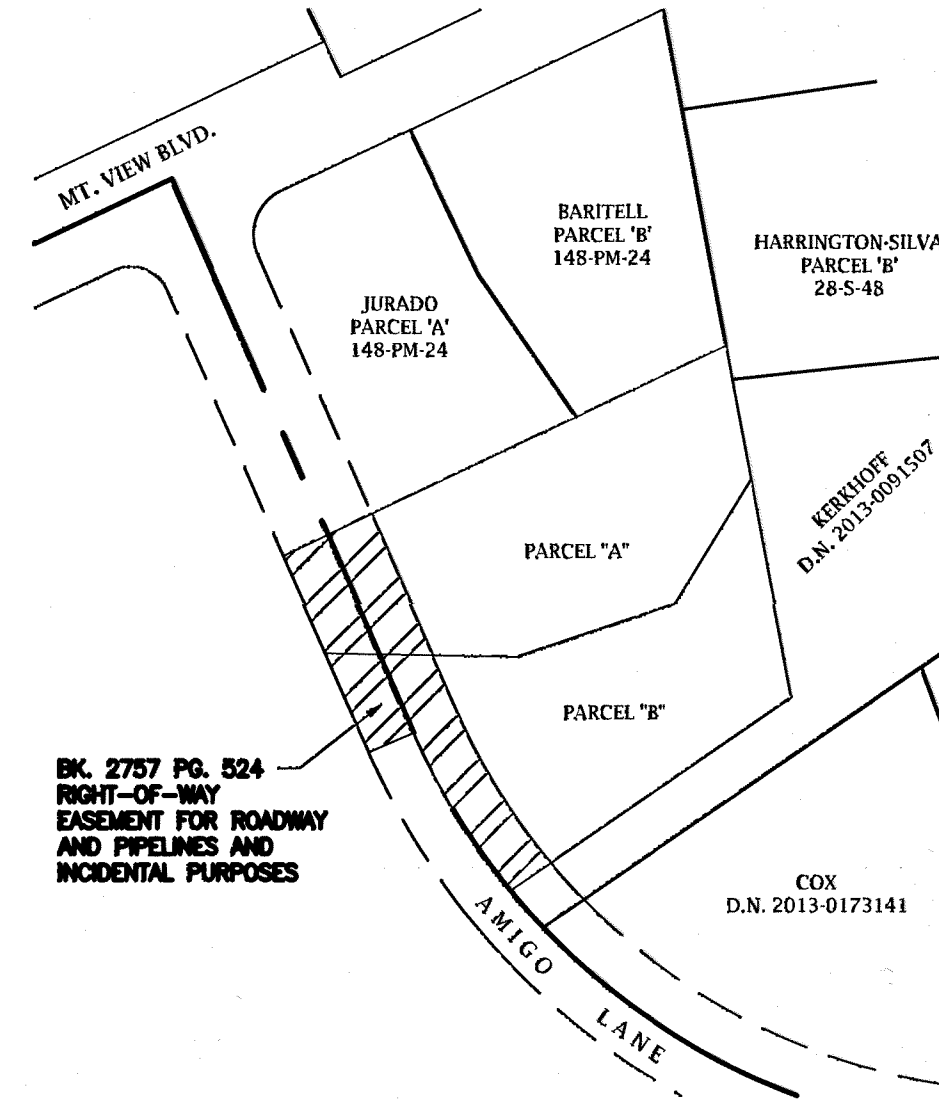 MT. VIEW BLVD.
BARITELL
PARCEL 'B'
148-PM-24
HARRINGTON-SILVA
PARCEL 'B'
28-S-48
JURADO
PARCEL 'A'
148-PM-24
KERKHOFF
D.N. 2013-0091507
PARCEL "A"
PARCEL "B"
BK. 2757 PG. 524
RIGHT-OF-WAY
EASEMENT FOR ROADWAY
AND PIPELINES AND
INCIDENTAL PURPOSES
COX
D.N. 2013-0173141
AMIGO
LANE